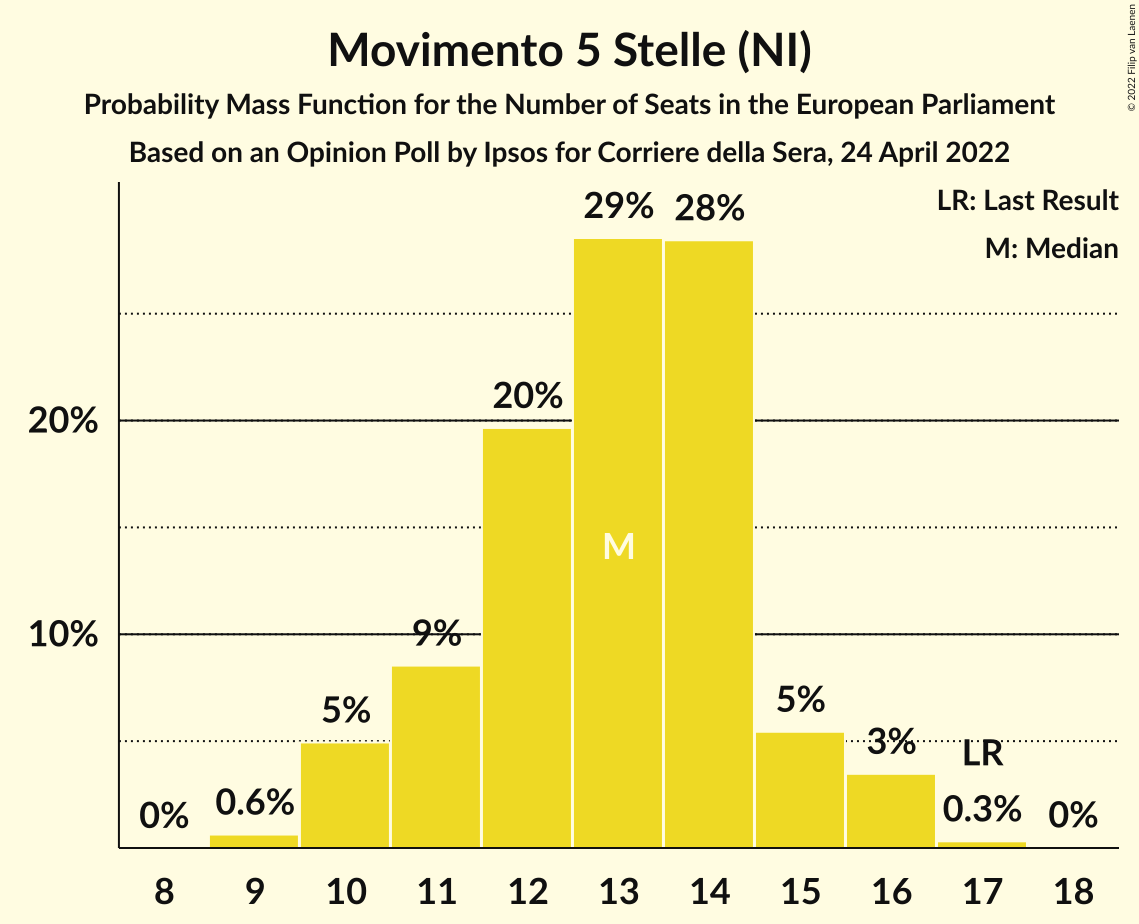 Movimento 5 Stelle (NI)
Probability Mass Function for the Number of Seats in the European Parliament
Based on an Opinion Poll by Ipsos for Corriere della Sera, 24 April 2022
© 2022 Filip van Laenen
LR: Last Result
M: Median
29%
28%
20%
20%
M
10%
9%
5%
5%
3%
LR
0%
0.6%
0.3%
0%
8 9 10 11 12 13 14 15 16 17 18